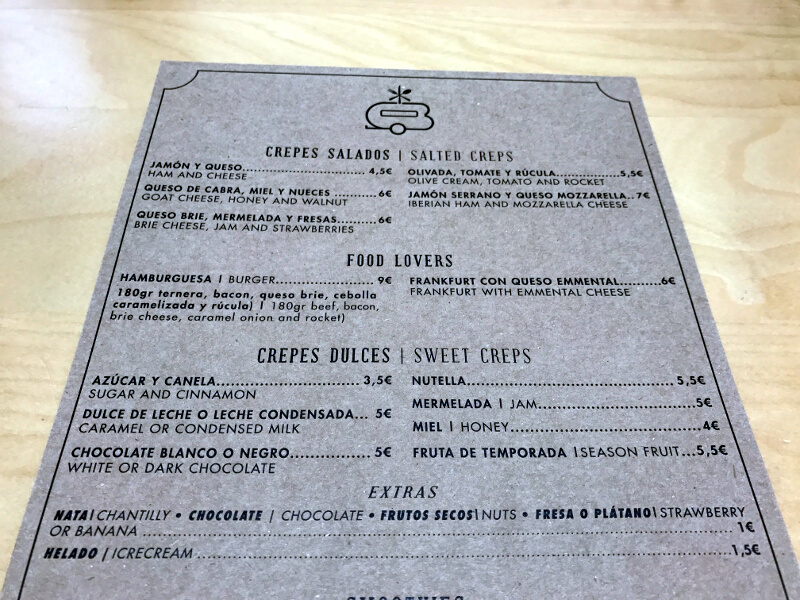 CREPES SALADOS | SALTED CREPS
JAMÓN Y QUESO.......................................... 4,5€
HAM AND CHEESE
QUESO DE CABRA, MIEL Y NUECES ............6€
GOAT CHEESE, HONEY AND WALNUT
QUESO BRIE, MERMELADA Y FRESAS..........6€
BRIE CHEESE, JAM AND STRAWBERRIES
OLIVADA, TOMATE Y RÚCULA..................5,5€
OLIVE CREAM, TOMATO AND ROCKET
JAMÓN SERRANO Y QUESO MOZZARELLA..7€
IBERIAN HAM AND MOZZARELLA CHEESE
FOOD LOVERS
HAMBURGUESA | BURGER.......................... 9€
180gr ternera, bacon, queso brie, cebolla
caramelizada y rúcula) | 180gr beef, bacon,
brie cheese, caramel onion and rocket)
FRANKFURT CON QUESO EMMENTAL..........6€
FRANKFURT WITH EMMENTAL CHEESE
CREPES DULCES | SWEET CREPS
AZÚCAR Y CANELA............................. 3,5€
SUGAR AND CINNAMON
DULCE DE LECHE O LECHE CONDENSADA... 5€
CARAMEL OR CONDENSED MILK
CHOCOLATE BLANCO O NEGRO................ 5€
WHITE OR DARK CHOCOLATE
NUTELLA.................................................. 5,5€
MERMELADA | JAM...................................5€
MIEL | HONEY..........................................4€
FRUTA DE TEMPORADA |SEASON FRUIT...5,5€
EXTRAS
NATA|CHANTILLY • CHOCOLATE | CHOCOLATE • FRUTOS SECOS|NUTS • FRESA O PLÁTANO|STRAWBERRY
OR BANANA ........................................................................................................ 1€
HELADO | ICECREAM ........................................................................................1,5€
SMOOTHIES